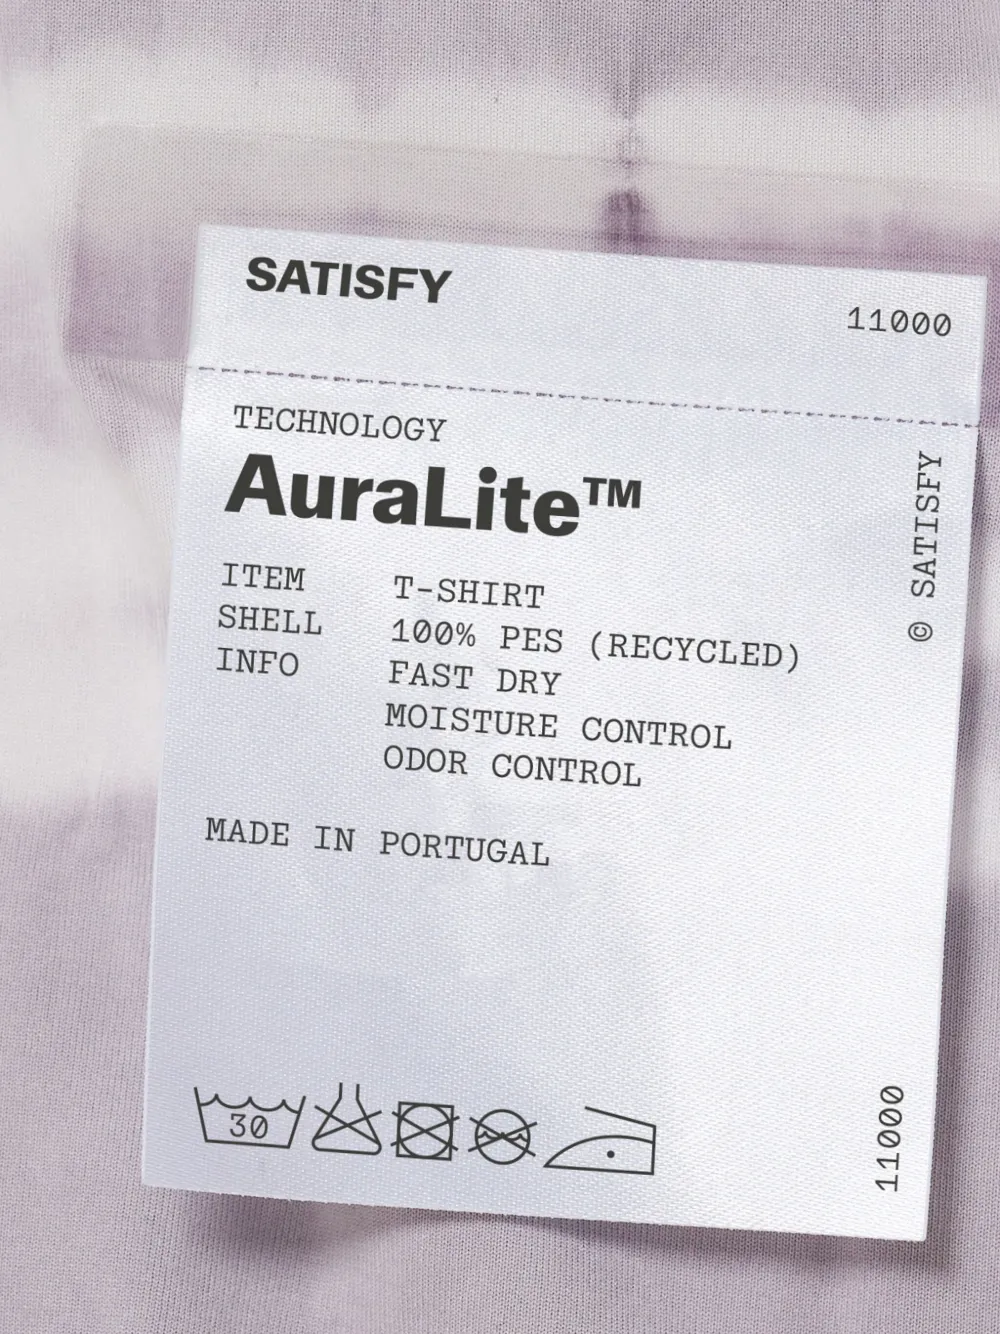 SATISFY
11000
TECHNOLOGY
AuraLite™
ITEM T-SHIRT
SHELL 100% PES (RECYCLED)
INFO FAST DRY
MOISTURE CONTROL
ODOR CONTROL
MADE IN PORTUGAL
© SATISFY
30
11000